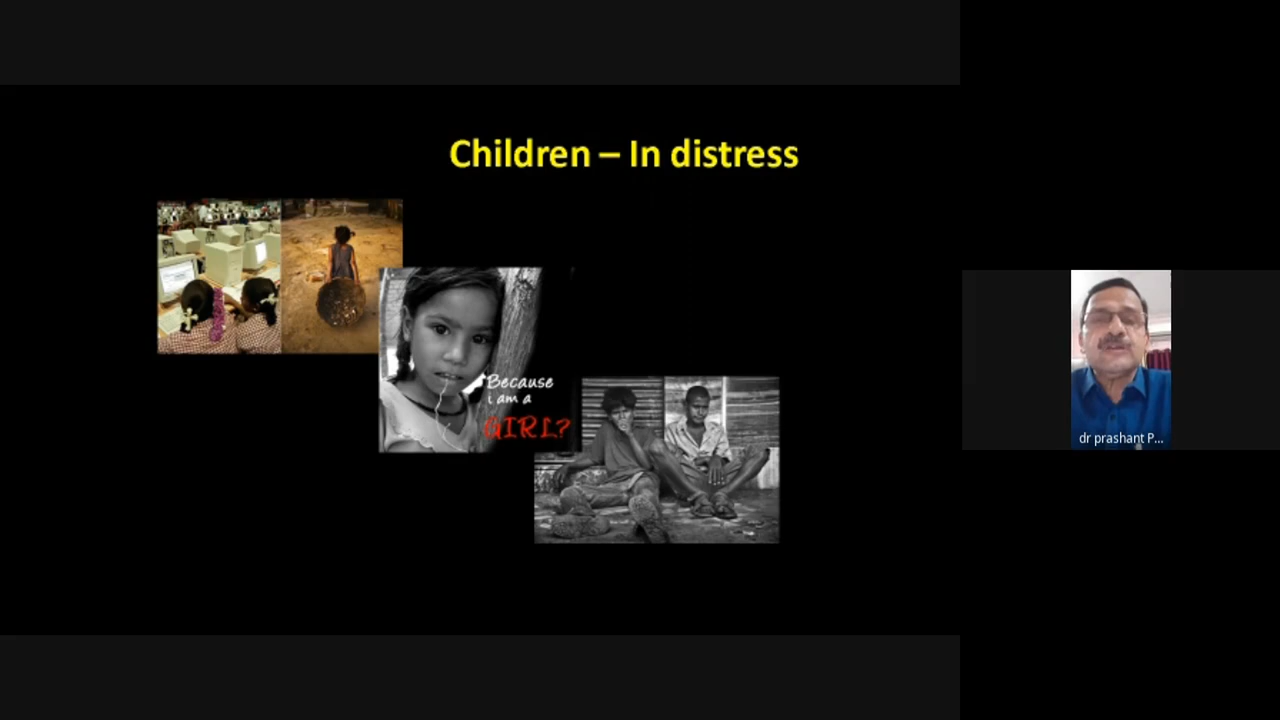 Children – In distress
Because
i am a
GIRL?
dr prashant P...